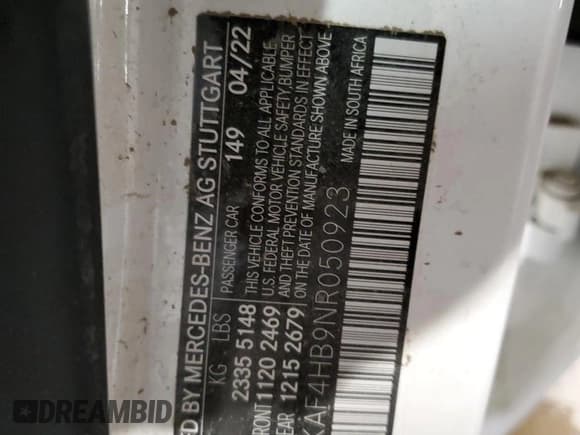 D BY MERCEDES-BENZ AG STUTTGART
149 04/22
KG LBS PASSENGER CAR
2335 5148 THIS VEHICLE CONFORMS TO ALL APPLICABLE
U.S. FEDERAL MOTOR VEHICLE SAFETY,BUMPER
RONT 1120 2469 AND THEFT PREVENTION STANDARDS IN EFFECT
EAR 1215 2679 ON THE DATE OF MANUFACTURE SHOWN ABOVE
MADE IN SOUTH AFRICA
KAF4HB9NR050923
DREAMBID